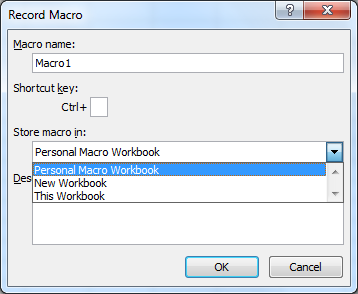 Record Macro
Macro name:
Macro1
Shortcut key:
Ctrl+
Store macro in:
Personal Macro Workbook
Personal Macro Workbook
New Workbook
This Workbook
OK
Cancel